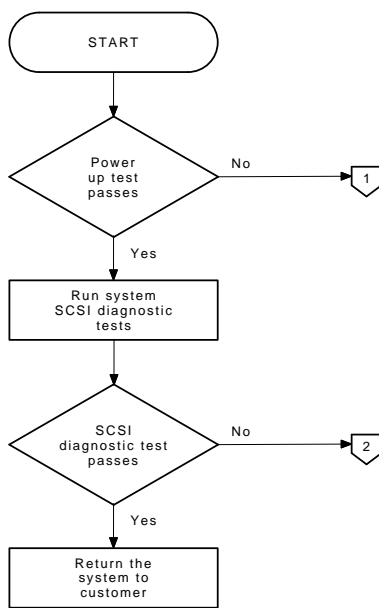 START
Power
up test
passes
No
1
Yes
Run system
SCSI diagnostic
tests
SCSI
diagnostic test
passes
No
2
Yes
Return the
system to
customer